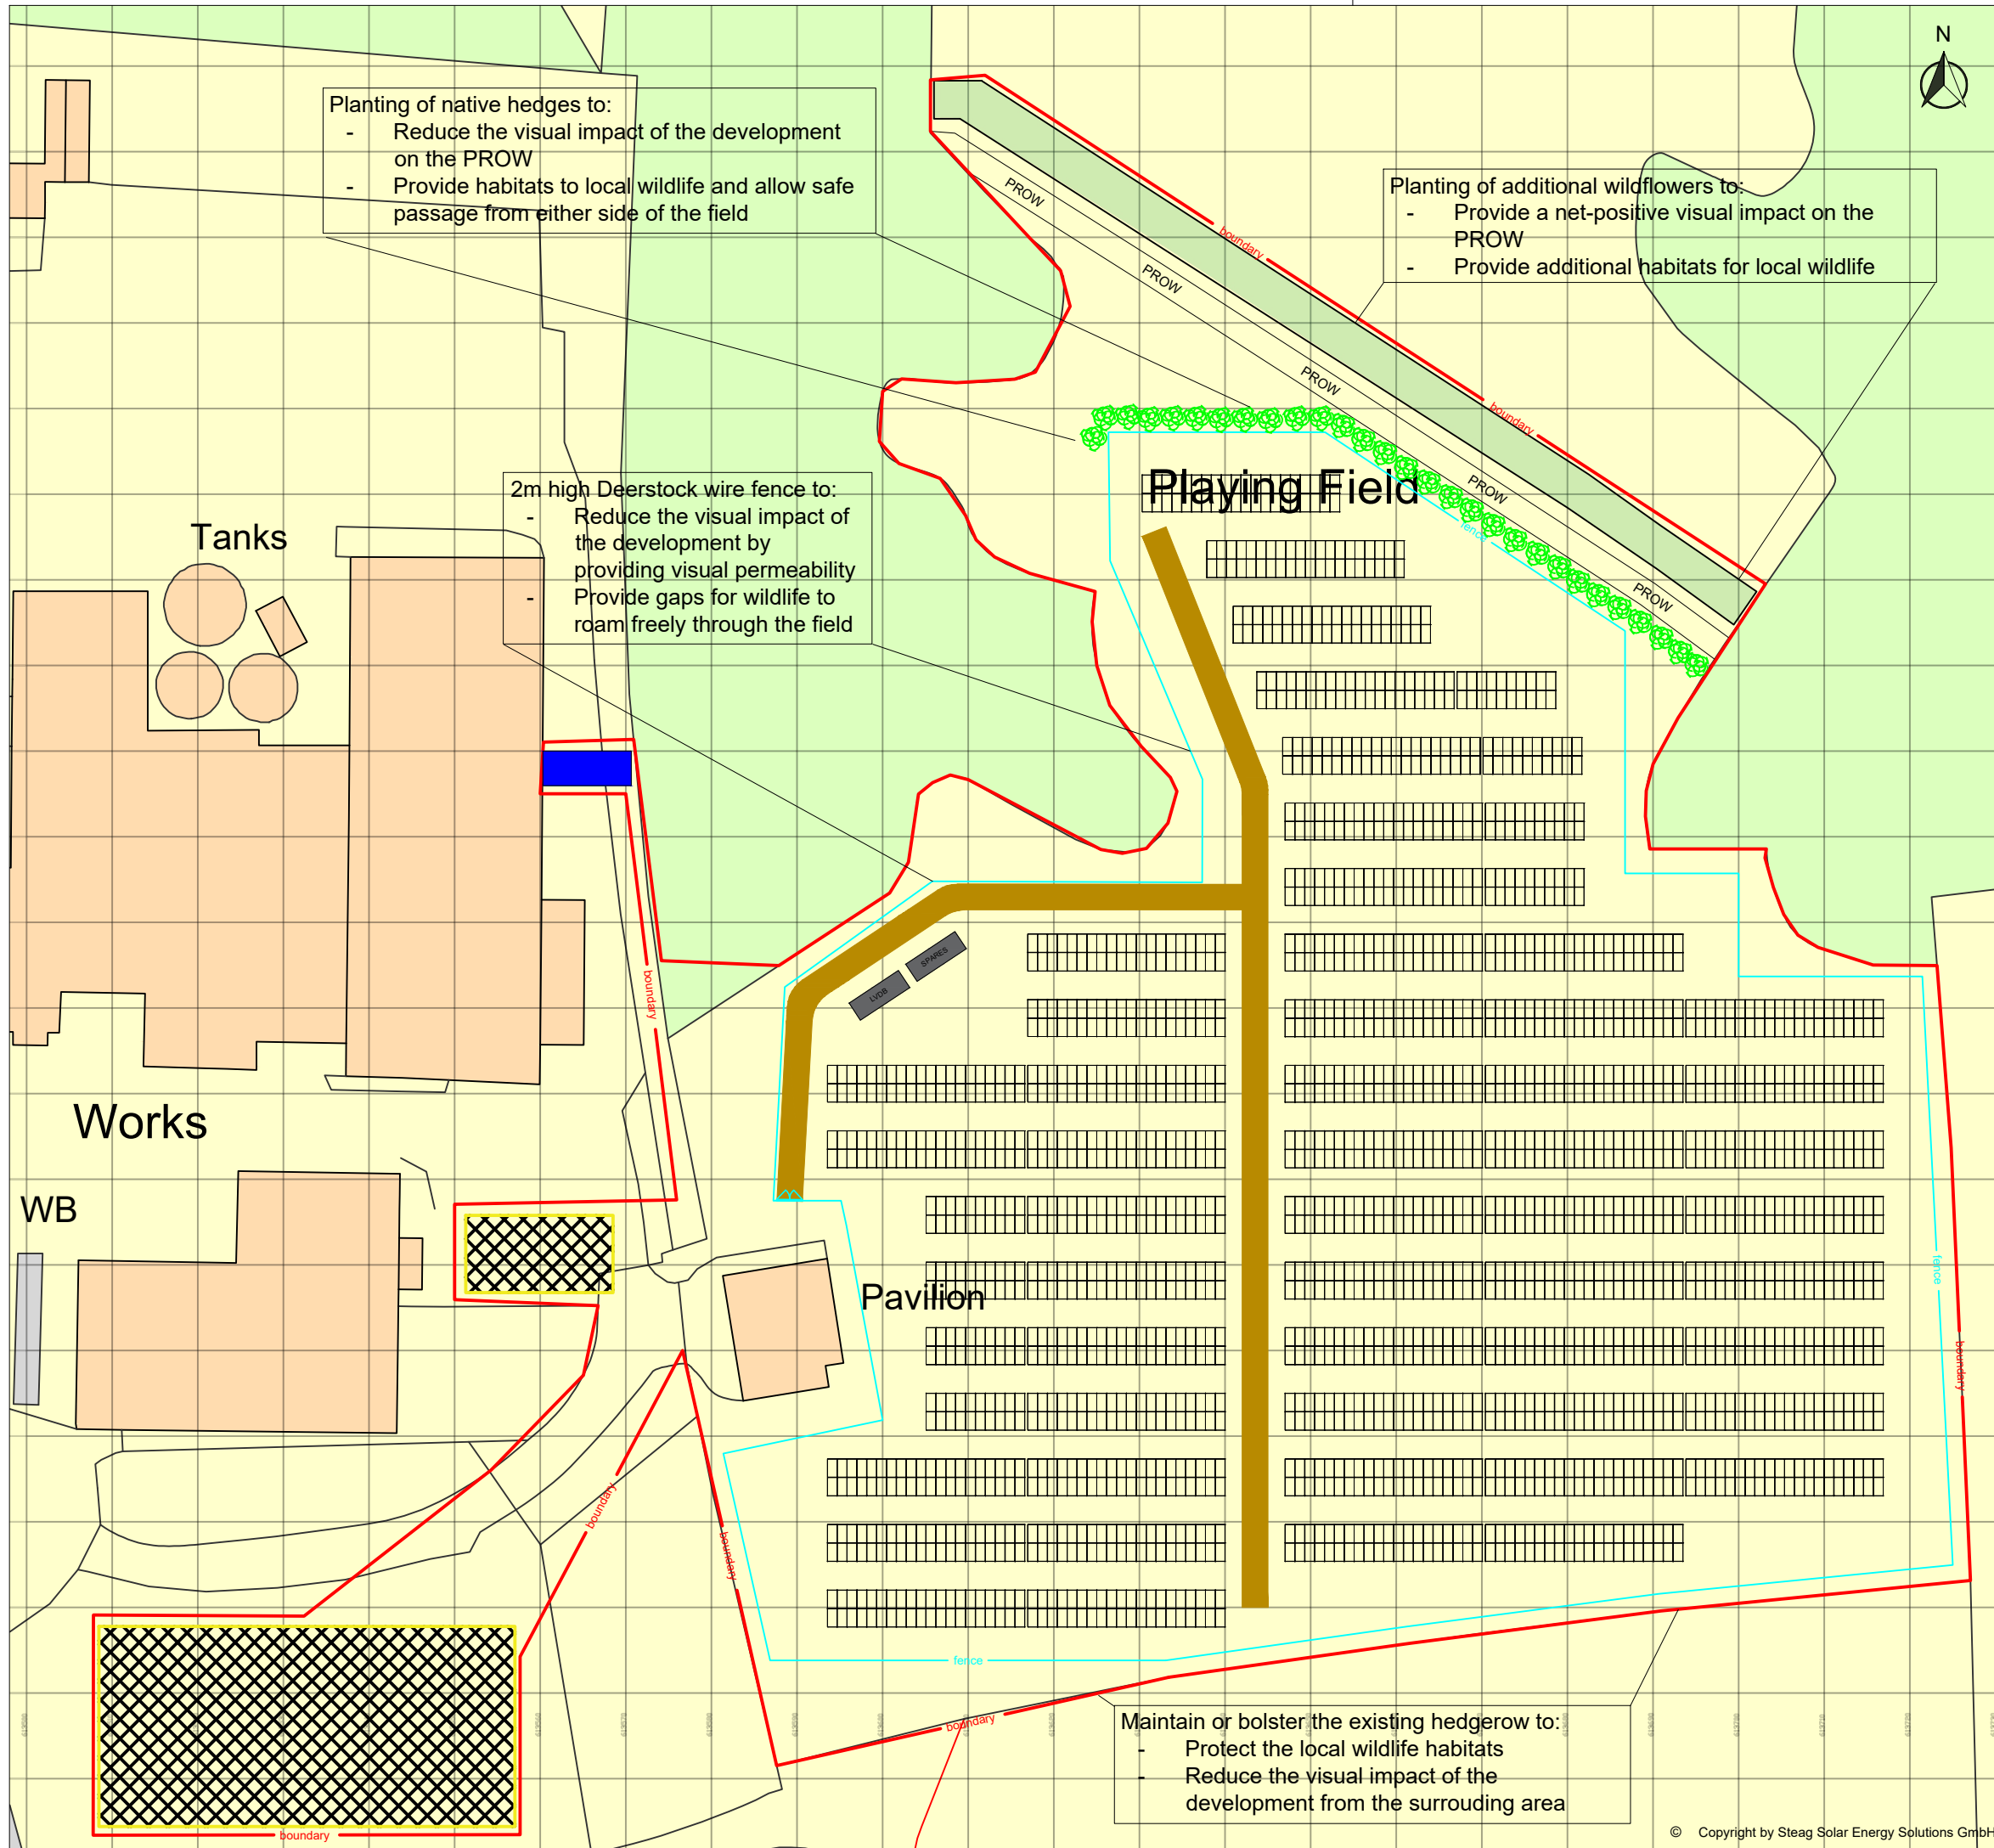 N
Planting of native hedges to:
- Reduce the visual impact of the development
on the PROW
- Provide habitats to local wildlife and allow safe
passage from either side of the field
Planting of additional wildflowers to:
- Provide a net-positive visual impact on the
PROW
- Provide additional habitats for local wildlife
PROW
boundary
PROW
PROW
boundary
PROW
fence
PROW
Playing Field
2m high Deerstock wire fence to:
- Reduce the visual impact of
the development by
providing visual permeability
- Provide gaps for wildlife to
roam freely through the field
Tanks
boundary
SPARES
LVDB
Works
WB
Pavilion
fence
boundary
boundary
boundary
fence
boundary
Maintain or bolster the existing hedgerow to:
- Protect the local wildlife habitats
- Reduce the visual impact of the
development from the surrouding area
boundary
© Copyright by Steag Solar Energy Solutions GmbH